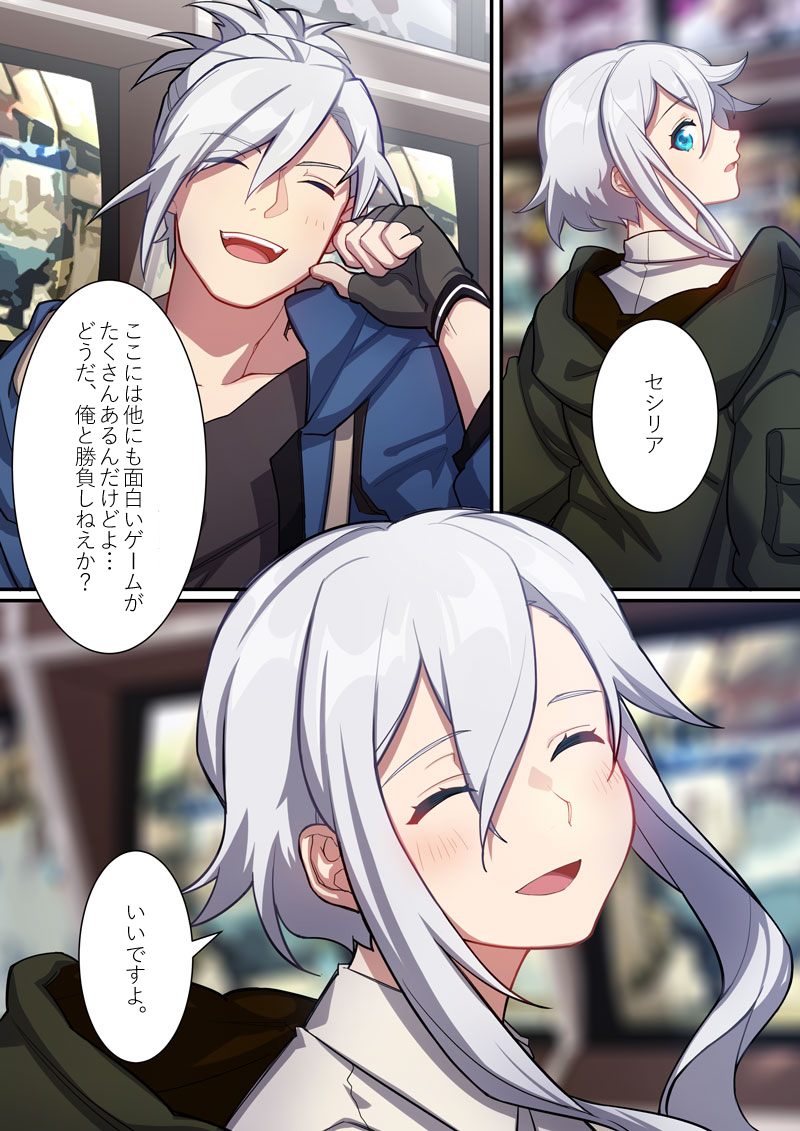 セシリア
ここには他にも面白いゲームが
たくさんあるんだけどよ…
どうだ、俺と勝負しねえか？
いいですよ。